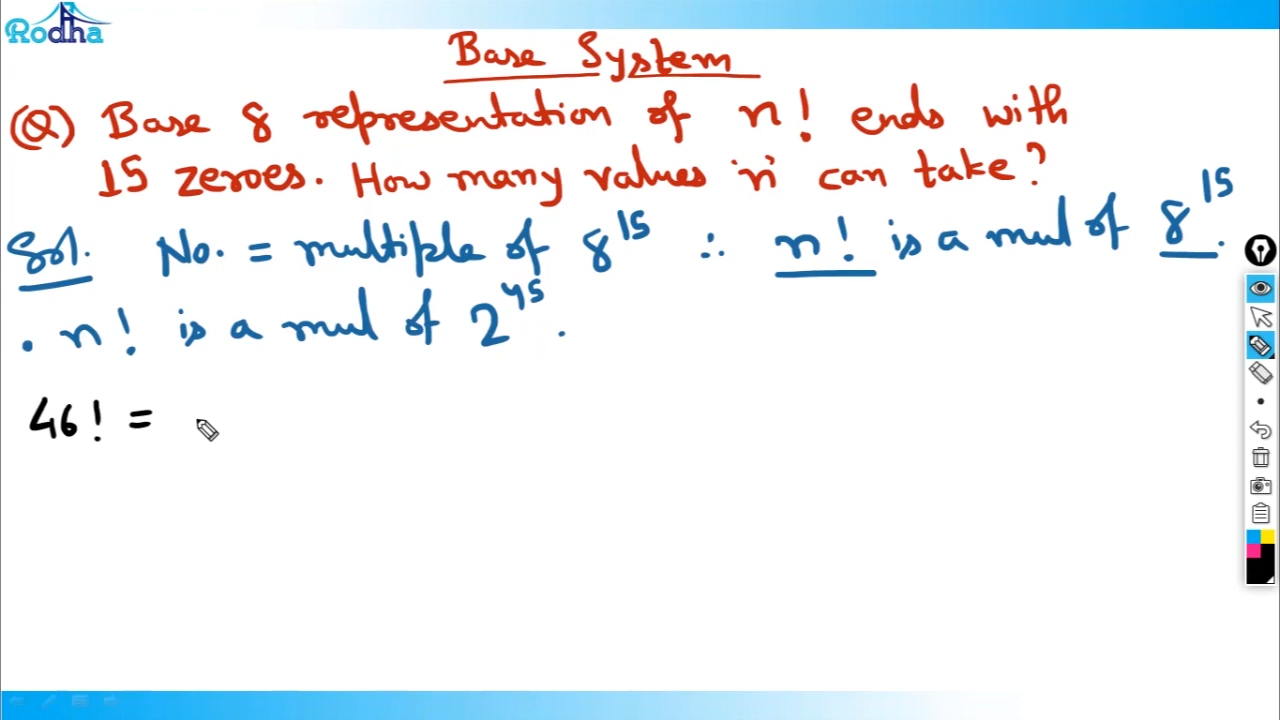 Rodha
Base System
(Q) Base 8 representation of n! ends with
15 zeroes. How many values 'n' can take?
Sol. No. = multiple of 8^15 ∴ n! is a mul of 8^15.
. n! is a mul of 2^45.
46! =